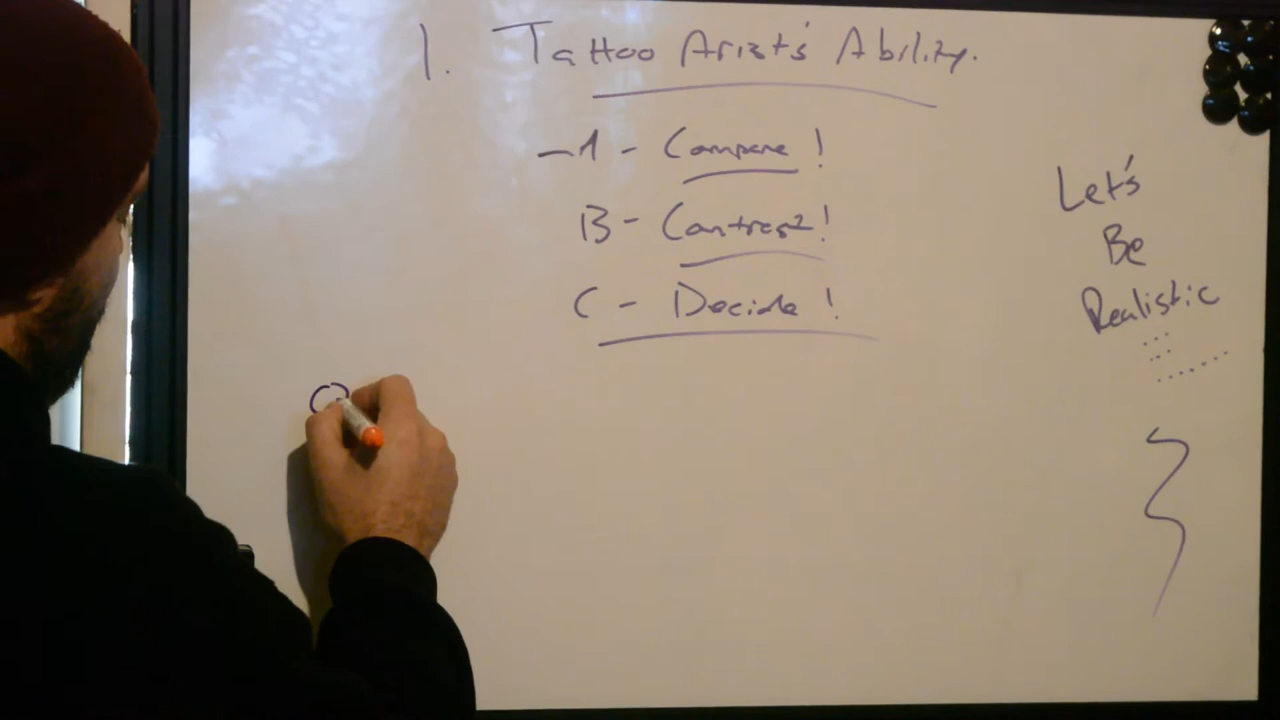 1. Tattoo Arist's Ability.
A - Compare!
B - Contrast!
C - Decide!
Let's
Be
Realistic